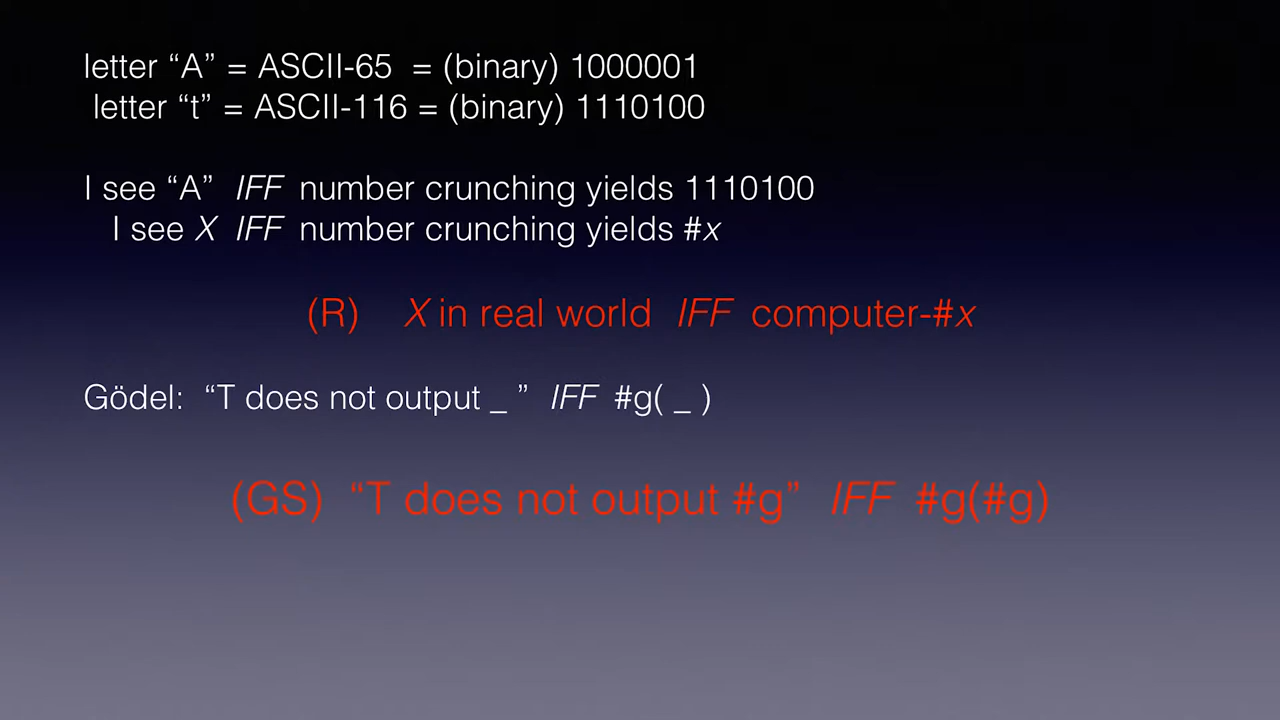 letter “A” = ASCII-65 = (binary) 1000001
letter “t” = ASCII-116 = (binary) 1110100
I see “A” IFF number crunching yields 1110100
I see X IFF number crunching yields #x
(R) X in real world IFF computer-#x
Gödel: “T does not output _ ” IFF #g( _ )
(GS) “T does not output #g” IFF #g(#g)